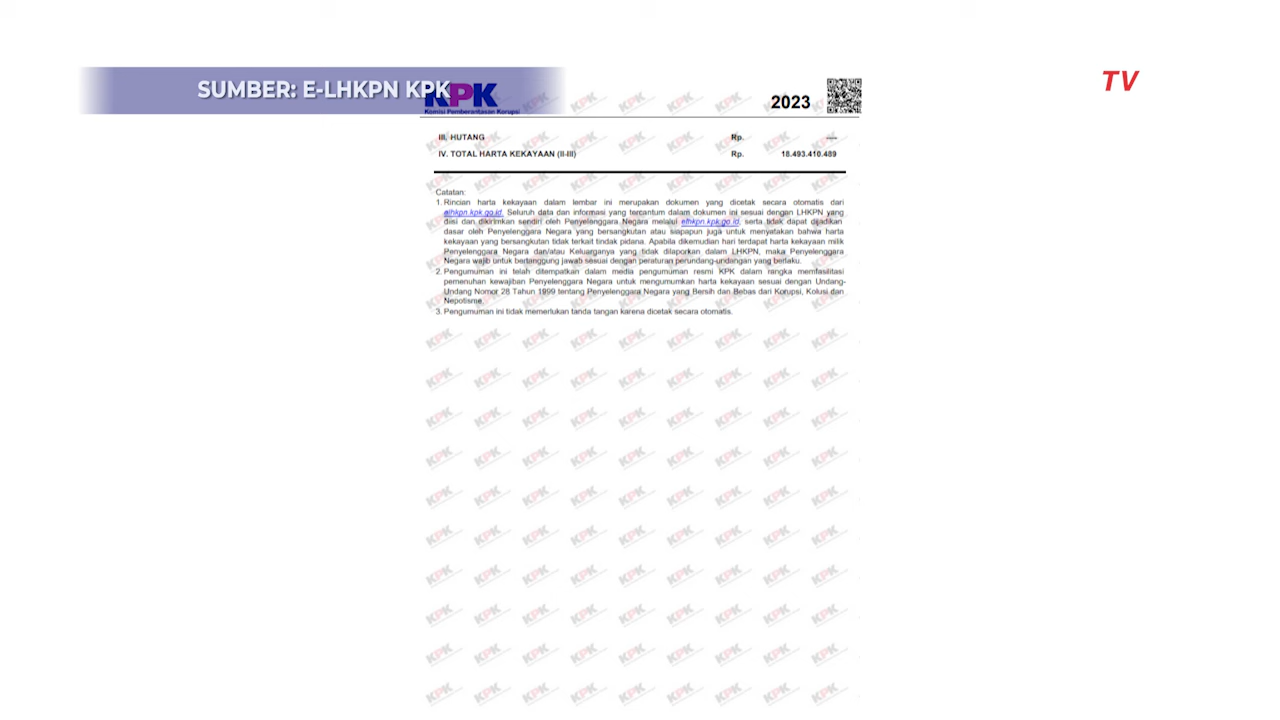 SUMBER: E-LHKPN KPK
TV
KPK
Komisi Pemberantasan Korupsi
2023
III. HUTANG Rp. ----
IV. TOTAL HARTA KEKAYAAN (II-III) Rp. 18.493.410.489
Catatan:
1. Rincian harta kekayaan dalam lembar ini merupakan dokumen yang dicetak secara otomatis dari
elhkpn.kpk.go.id. Seluruh data dan informasi yang tercantum dalam dokumen ini sesuai dengan LHKPN yang
diisi dan dikirimkan sendiri oleh Penyelenggara Negara melalui elhkpn.kpk.go.id, serta tidak dapat dijadikan
dasar oleh Penyelenggara Negara yang bersangkutan atau siapapun juga untuk menyatakan bahwa harta
kekayaan yang bersangkutan tidak terkait tindak pidana. Apabila dikemudian hari terdapat harta kekayaan milik
Penyelenggara Negara dan/atau Keluarganya yang tidak dilaporkan dalam LHKPN, maka Penyelenggara
Negara wajib untuk bertanggung jawab sesuai dengan peraturan perundang-undangan yang berlaku.
2. Pengumuman ini telah ditempatkan dalam media pengumuman resmi KPK dalam rangka memfasilitasi
pemenuhan kewajiban Penyelenggara Negara untuk mengumumkan harta kekayaan sesuai dengan Undang-
Undang Nomor 28 Tahun 1999 tentang Penyelenggara Negara yang Bersih dan Bebas dari Korupsi, Kolusi dan
Nepotisme.
3. Pengumuman ini tidak memerlukan tanda tangan karena dicetak secara otomatis.